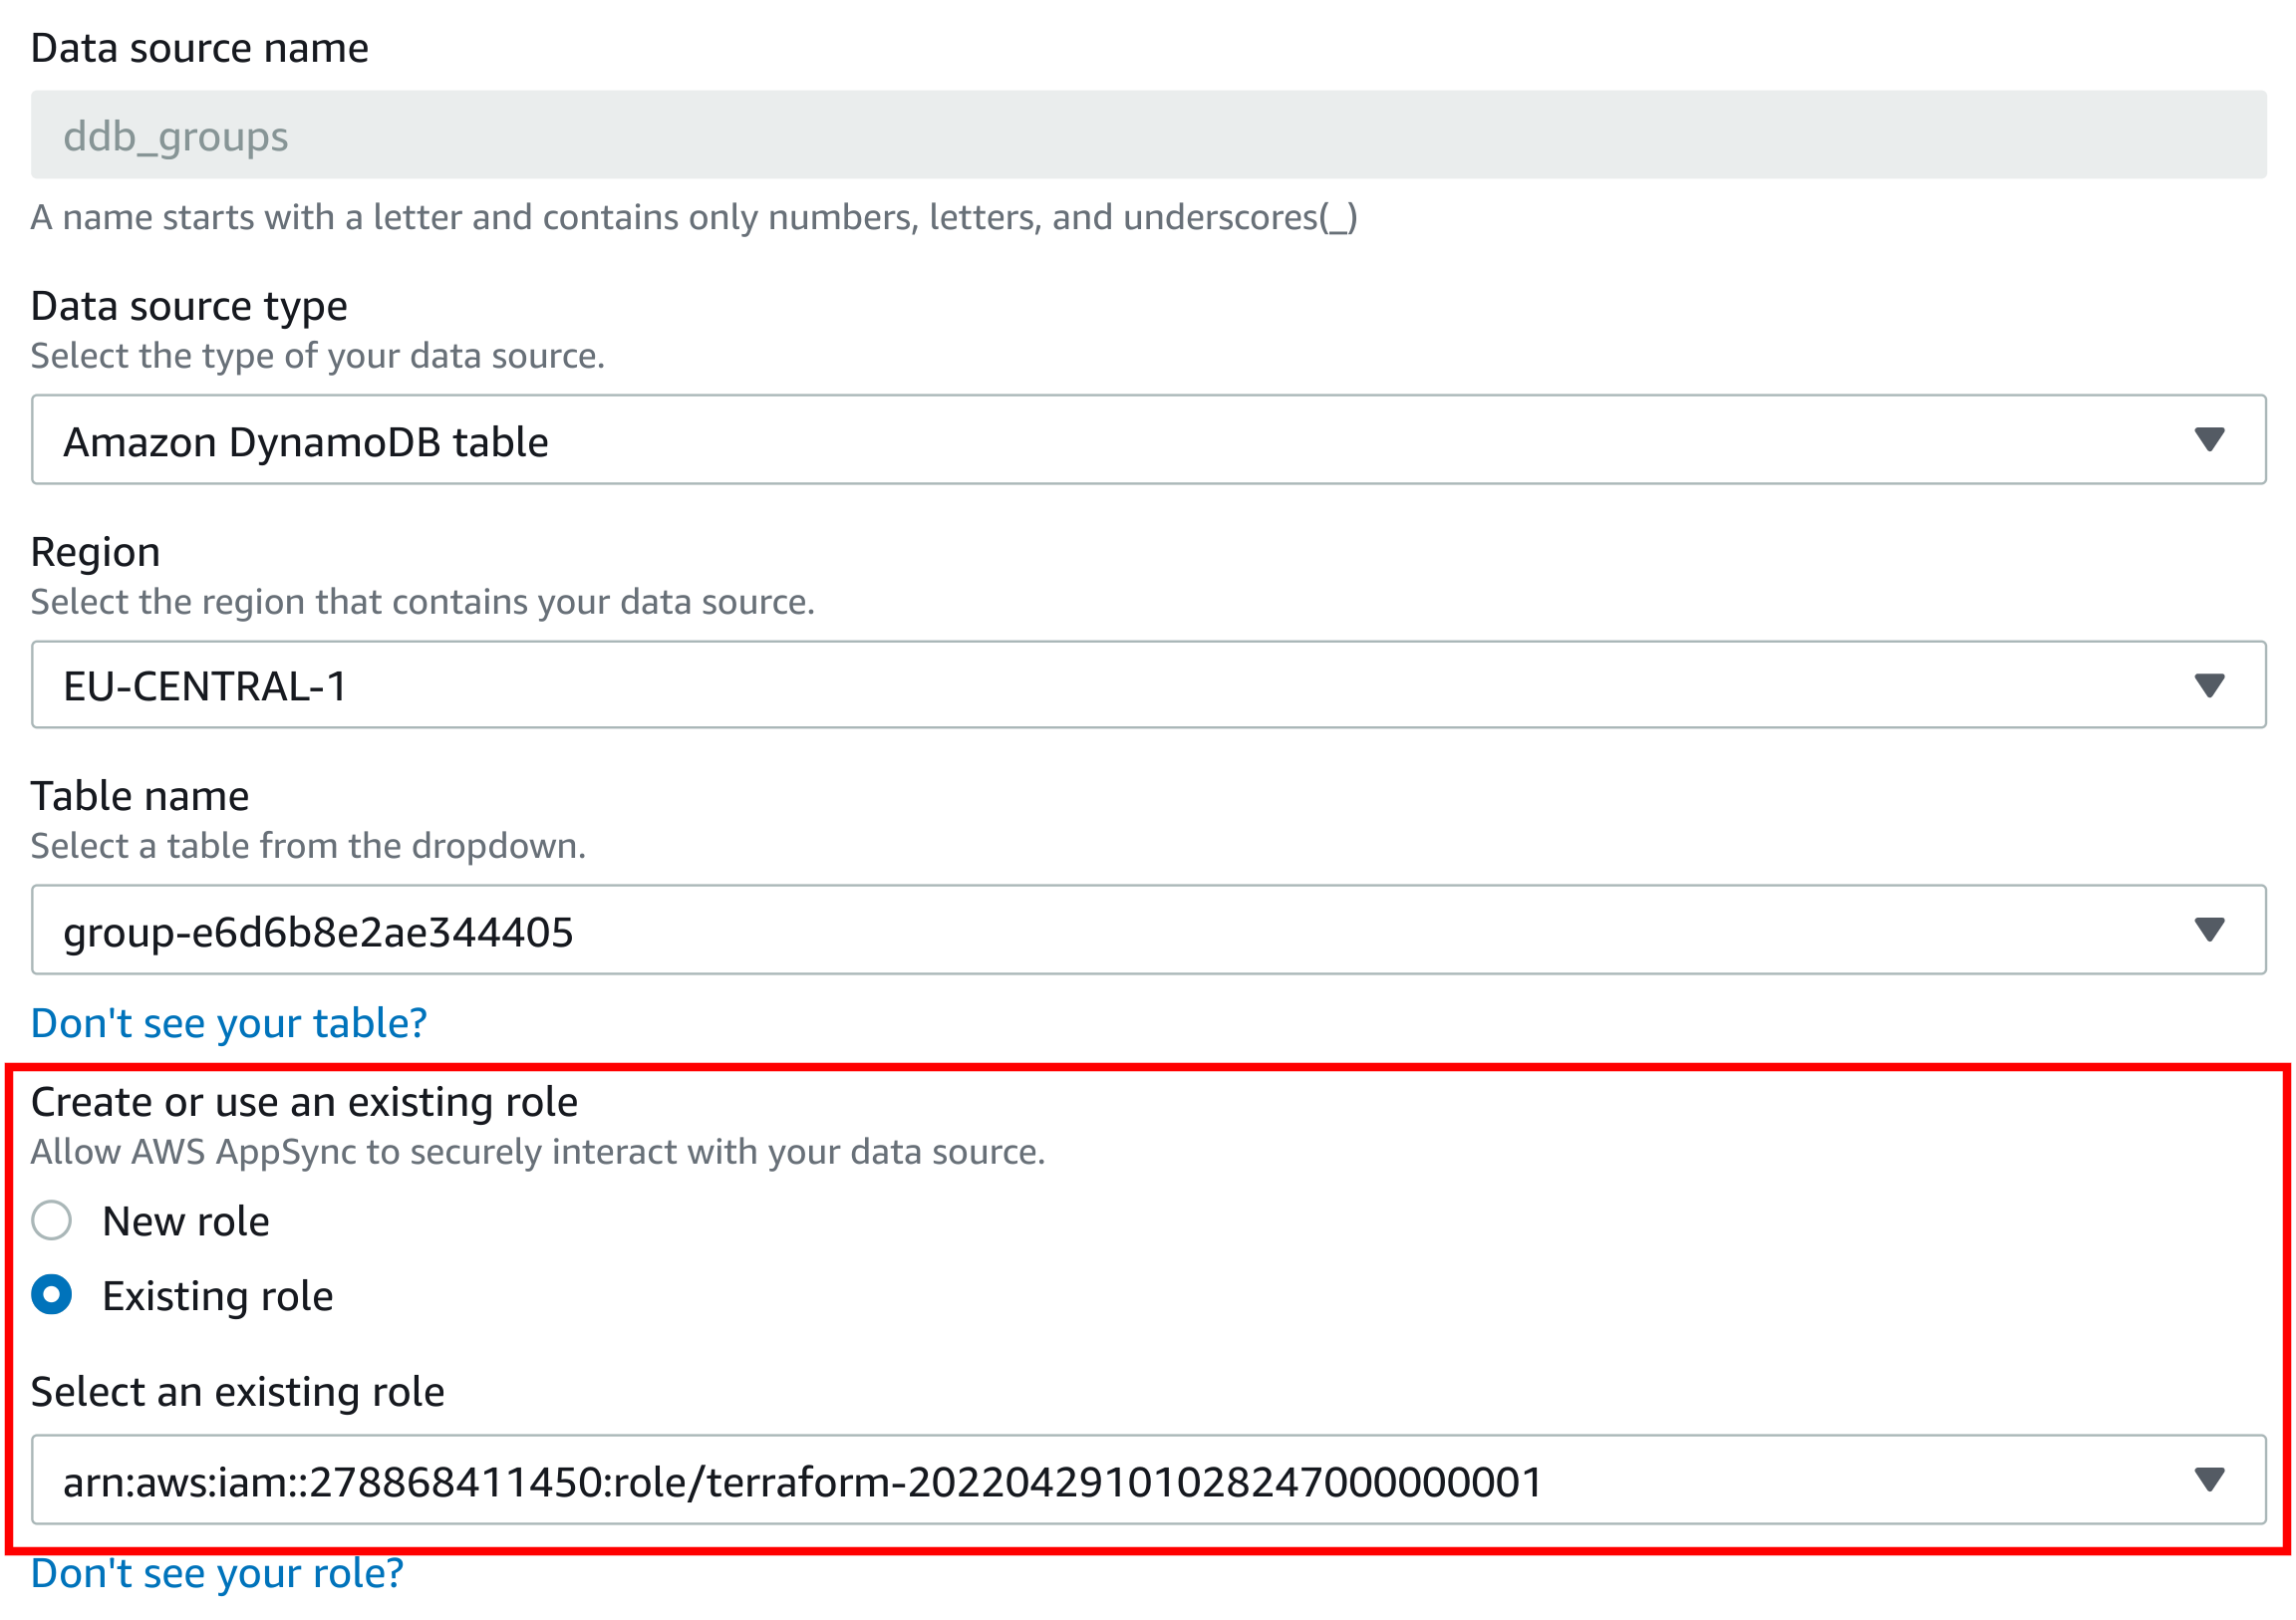 Data source name
ddb_groups
A name starts with a letter and contains only numbers, letters, and underscores(_)
Data source type
Select the type of your data source.
Amazon DynamoDB table
Region
Select the region that contains your data source.
EU-CENTRAL-1
Table name
Select a table from the dropdown.
group-e6d6b8e2ae344405
Don't see your table?
Create or use an existing role
Allow AWS AppSync to securely interact with your data source.
New role
Existing role
Select an existing role
arn:aws:iam::278868411450:role/terraform-20220429101028247000000001
Don't see your role?